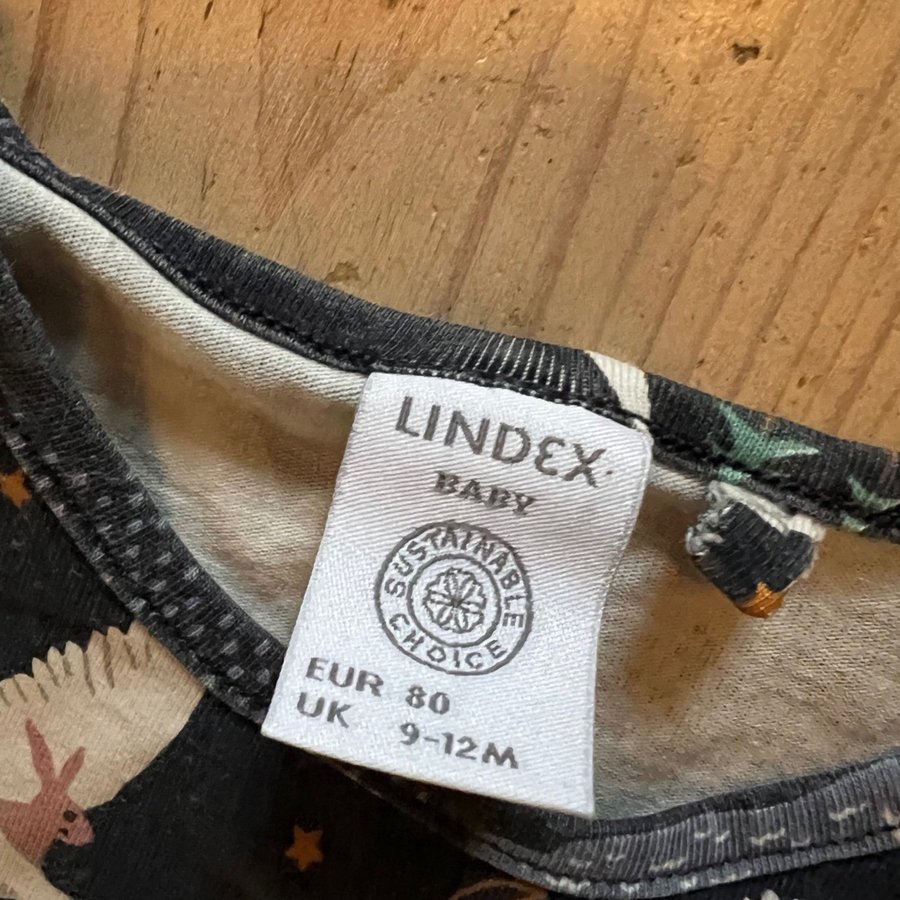 LINDEX
BABY
SUSTAINABLE
CHOICE
EUR 80
UK 9-12M